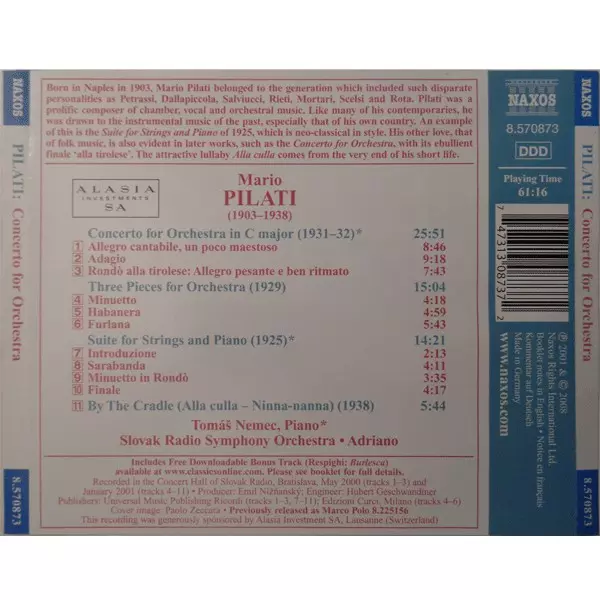 Born in Naples in 1903, Mario Pilati belonged to the generation which included such disparate
personalities as Petrassi, Dallapiccola, Salviucci, Rieti, Mortari, Scelsi and Rota. Pilati was a
prolific composer of chamber, vocal and orchestral music. Like many of his contemporaries, he
was drawn to the instrumental music of the past, especially that of his own country. An example
of this is the Suite for Strings and Piano of 1925, which is neo-classical in style. His other love, that
of folk music, is also evident in later works, such as the Concerto for Orchestra, with its ebullient
finale 'alla tirolese'. The attractive lullaby Alla culla comes from the very end of his short life.
ALASIA
INVESTMENTS
SA
Mario
PILATI
(1903–1938)
Concerto for Orchestra in C major (1931–32)* 25:51
1 Allegro cantabile, un poco maestoso 8:46
2 Adagio 9:18
3 Rondò alla tirolese: Allegro pesante e ben ritmato 7:43
Three Pieces for Orchestra (1929) 15:04
4 Minuetto 4:18
5 Habanera 4:59
6 Furlana 5:43
Suite for Strings and Piano (1925)* 14:21
7 Introduzione 2:13
8 Sarabanda 4:11
9 Minuetto in Rondò 3:35
10 Finale 4:17
11 By The Cradle (Alla culla – Ninna-nanna) (1938) 5:44
Tomáš Nemec, Piano*
Slovak Radio Symphony Orchestra • Adriano
Includes Free Downloadable Bonus Track (Respighi: Burlesca)
available at www.classicsonline.com. Please see booklet for full details.
Recorded in the Concert Hall of Slovak Radio, Bratislava, May 2000 (tracks 1–3) and
January 2001 (tracks 4–11) • Producer: Emil Nižňanský; Engineer: Hubert Geschwandtner
Publishers: Universal Music Publishing Ricordi (tracks 1–3, 7–11); Edizioni Curci, Milano (tracks 4–6)
Cover image: Paolo Zeccara • Previously released as Marco Polo 8.225156
This recording was generously sponsored by Alasia Investment SA, Lausanne (Switzerland)
NAXOS
8.570873
DDD
Playing Time
61:16
7 47313 08737 2
www.naxos.com
℗ 2001 & © 2008
Naxos Rights International Ltd.
Booklet notes in English • Notice en français
Kommentar auf Deutsch
Made in Germany
NAXOS
PILATI: Concerto for Orchestra
8.570873
NAXOS
PILATI: Concerto for Orchestra
8.570873